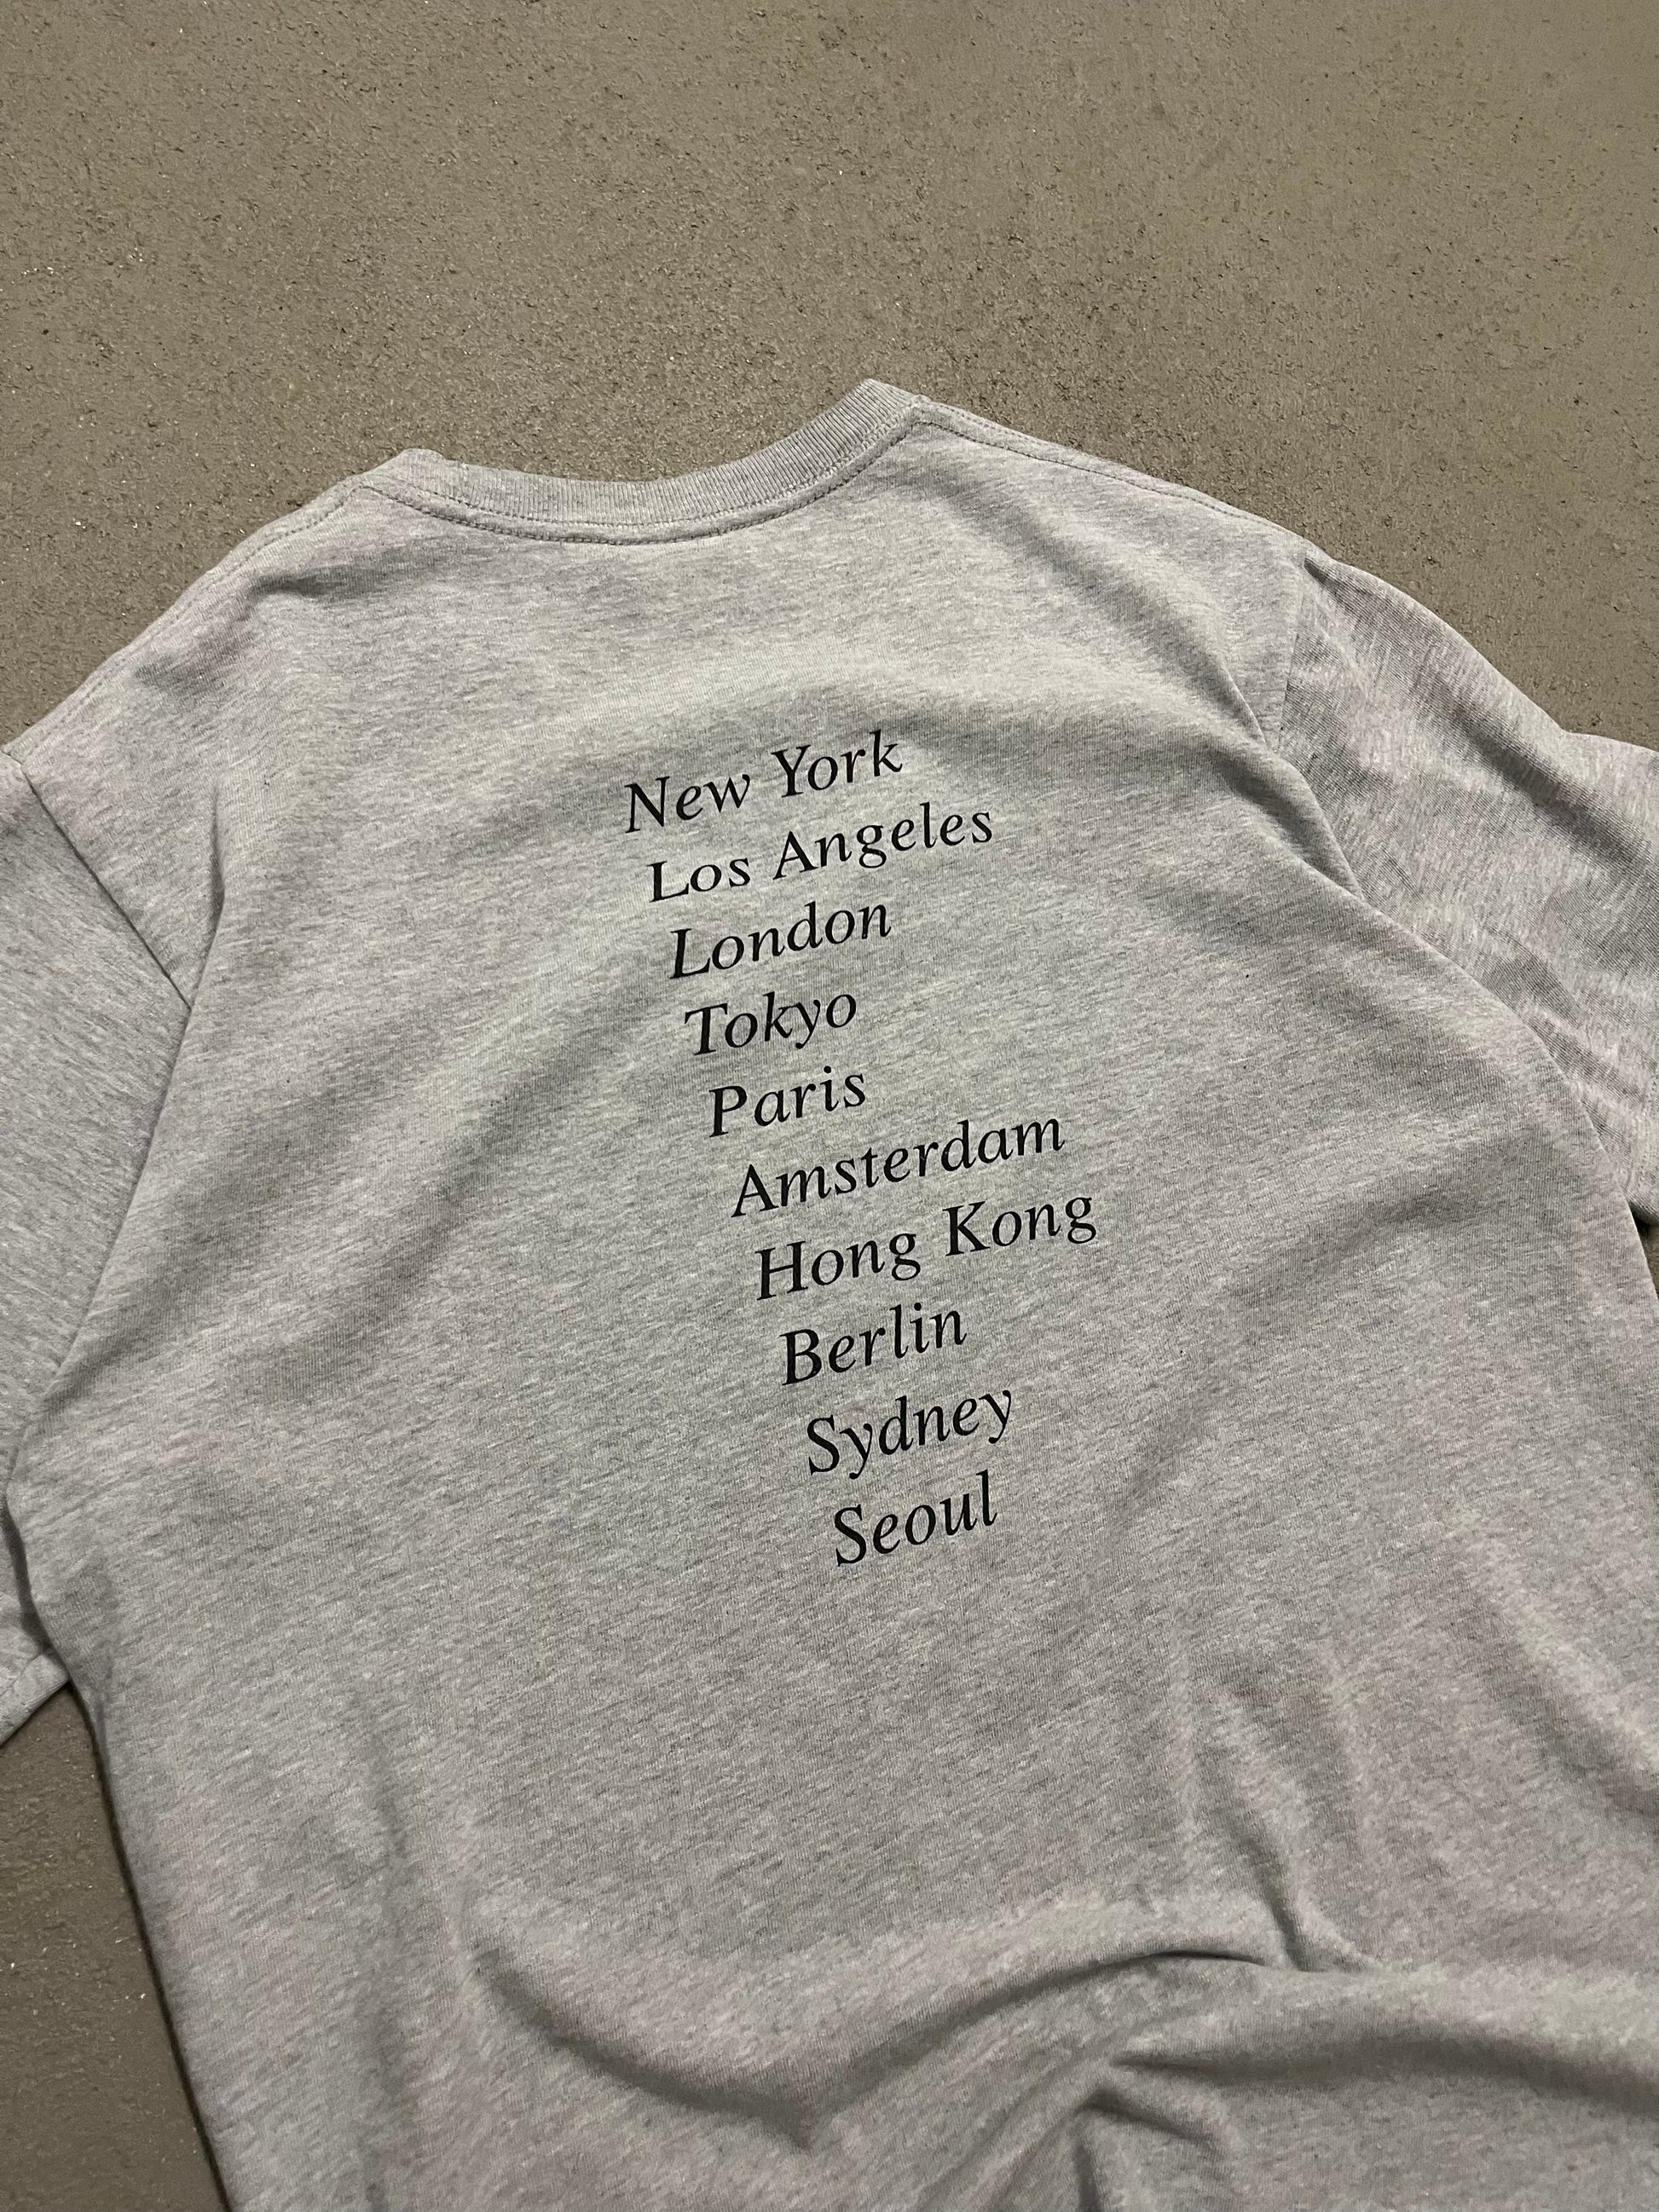 New York
Los Angeles
London
Tokyo
Paris
Amsterdam
Hong Kong
Berlin
Sydney
Seoul